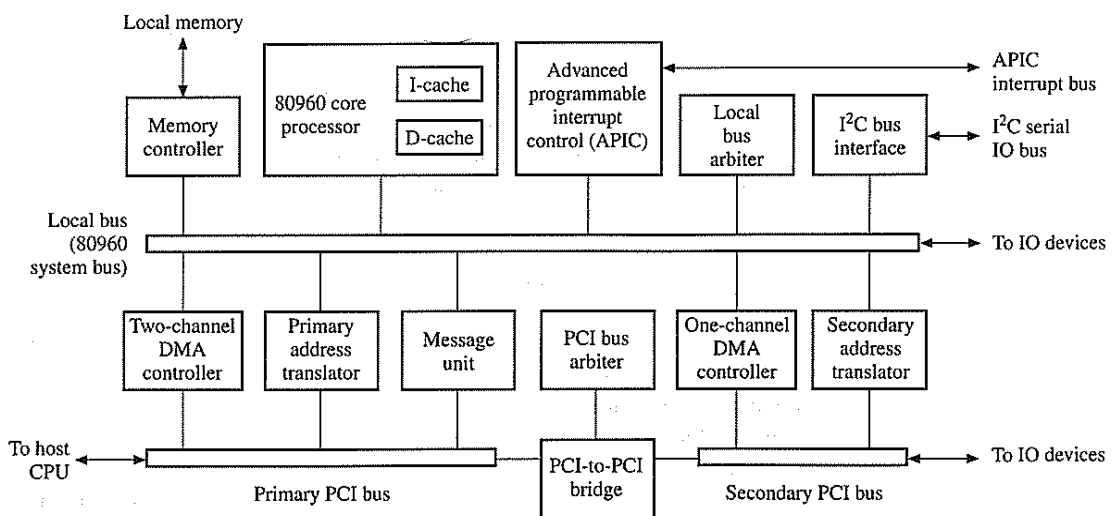 Local memory
Memory
controller
80960 core
processor
I-cache
D-cache
Advanced
programmable
interrupt
control (APIC)
Local
bus
arbiter
I²C bus
interface
APIC
interrupt bus
I²C serial
IO bus
Local bus
(80960
system bus)
To IO devices
Two-channel
DMA
controller
Primary
address
translator
Message
unit
PCI bus
arbiter
One-channel
DMA
controller
Secondary
address
translator
To host
CPU
Primary PCI bus
PCI-to-PCI
bridge
Secondary PCI bus
To IO devices